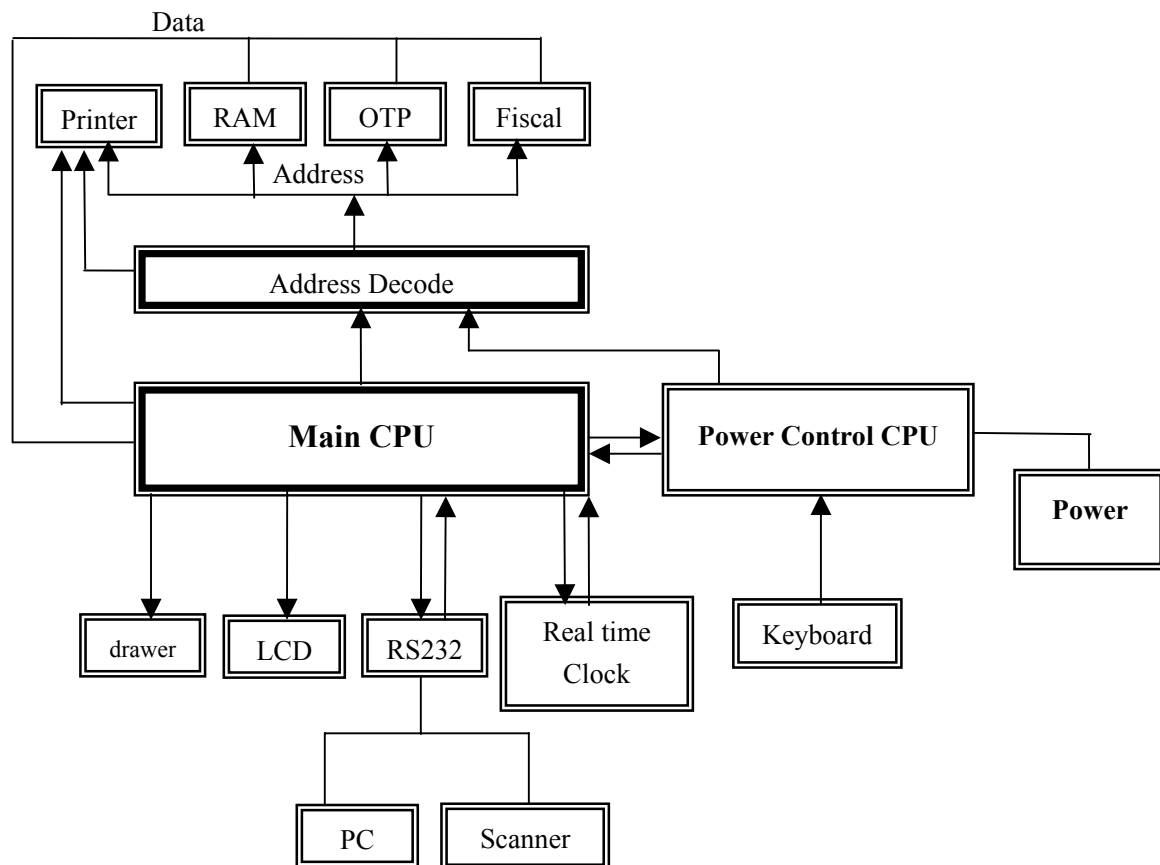 Data
Printer
RAM
OTP
Fiscal
Address
Address Decode
Main CPU
Power Control CPU
Power
drawer
LCD
RS232
Real time
Clock
Keyboard
PC
Scanner